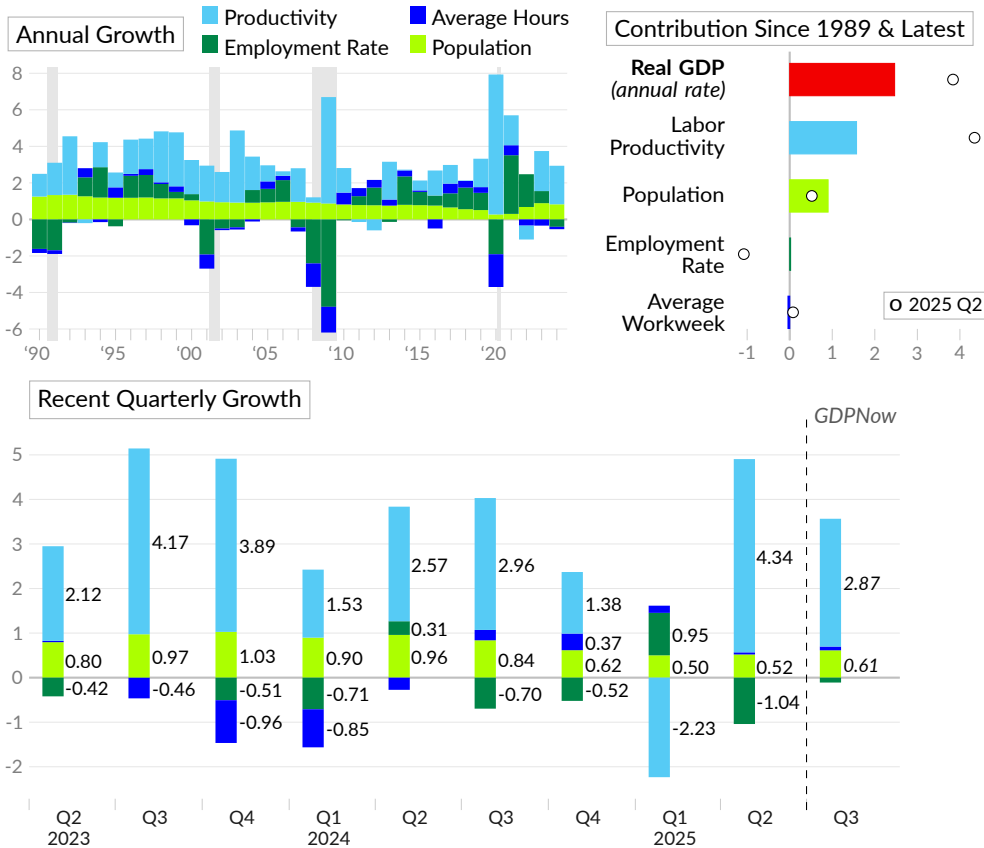 Annual Growth
Productivity
Average Hours
Employment Rate
Population
8
6
4
2
0
-2
-4
-6
‘90
‘95
‘00
‘05
‘10
‘15
‘20
Contribution Since 1989 & Latest
Real GDP
(annual rate)
Labor
Productivity
Population
Employment
Rate
Average
Workweek
2025 Q2
-1
0
1
2
3
4
Recent Quarterly Growth
GDPNow
5
4
3
2
1
0
-1
-2
2.12
0.80
-0.42
4.17
0.97
-0.46
3.89
1.03
-0.51
-0.96
1.53
0.90
-0.71
-0.85
2.57
0.31
0.96
2.96
0.84
-0.70
1.38
0.37
0.62
-0.52
0.95
0.50
-2.23
4.34
0.52
-1.04
2.87
0.61
Q2
2023
Q3
Q4
Q1
2024
Q2
Q3
Q4
Q1
2025
Q2
Q3